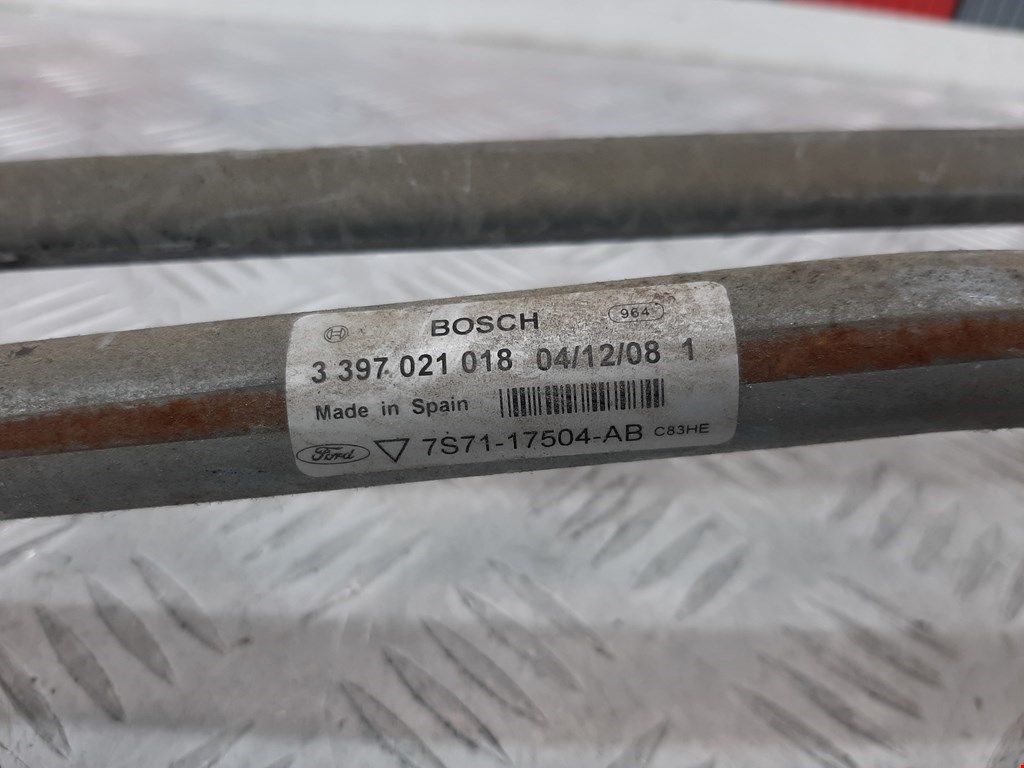 BOSCH 964
3 397 021 018 04/12/08 1
Made in Spain
Ford 7S71-17504-AB C83HE